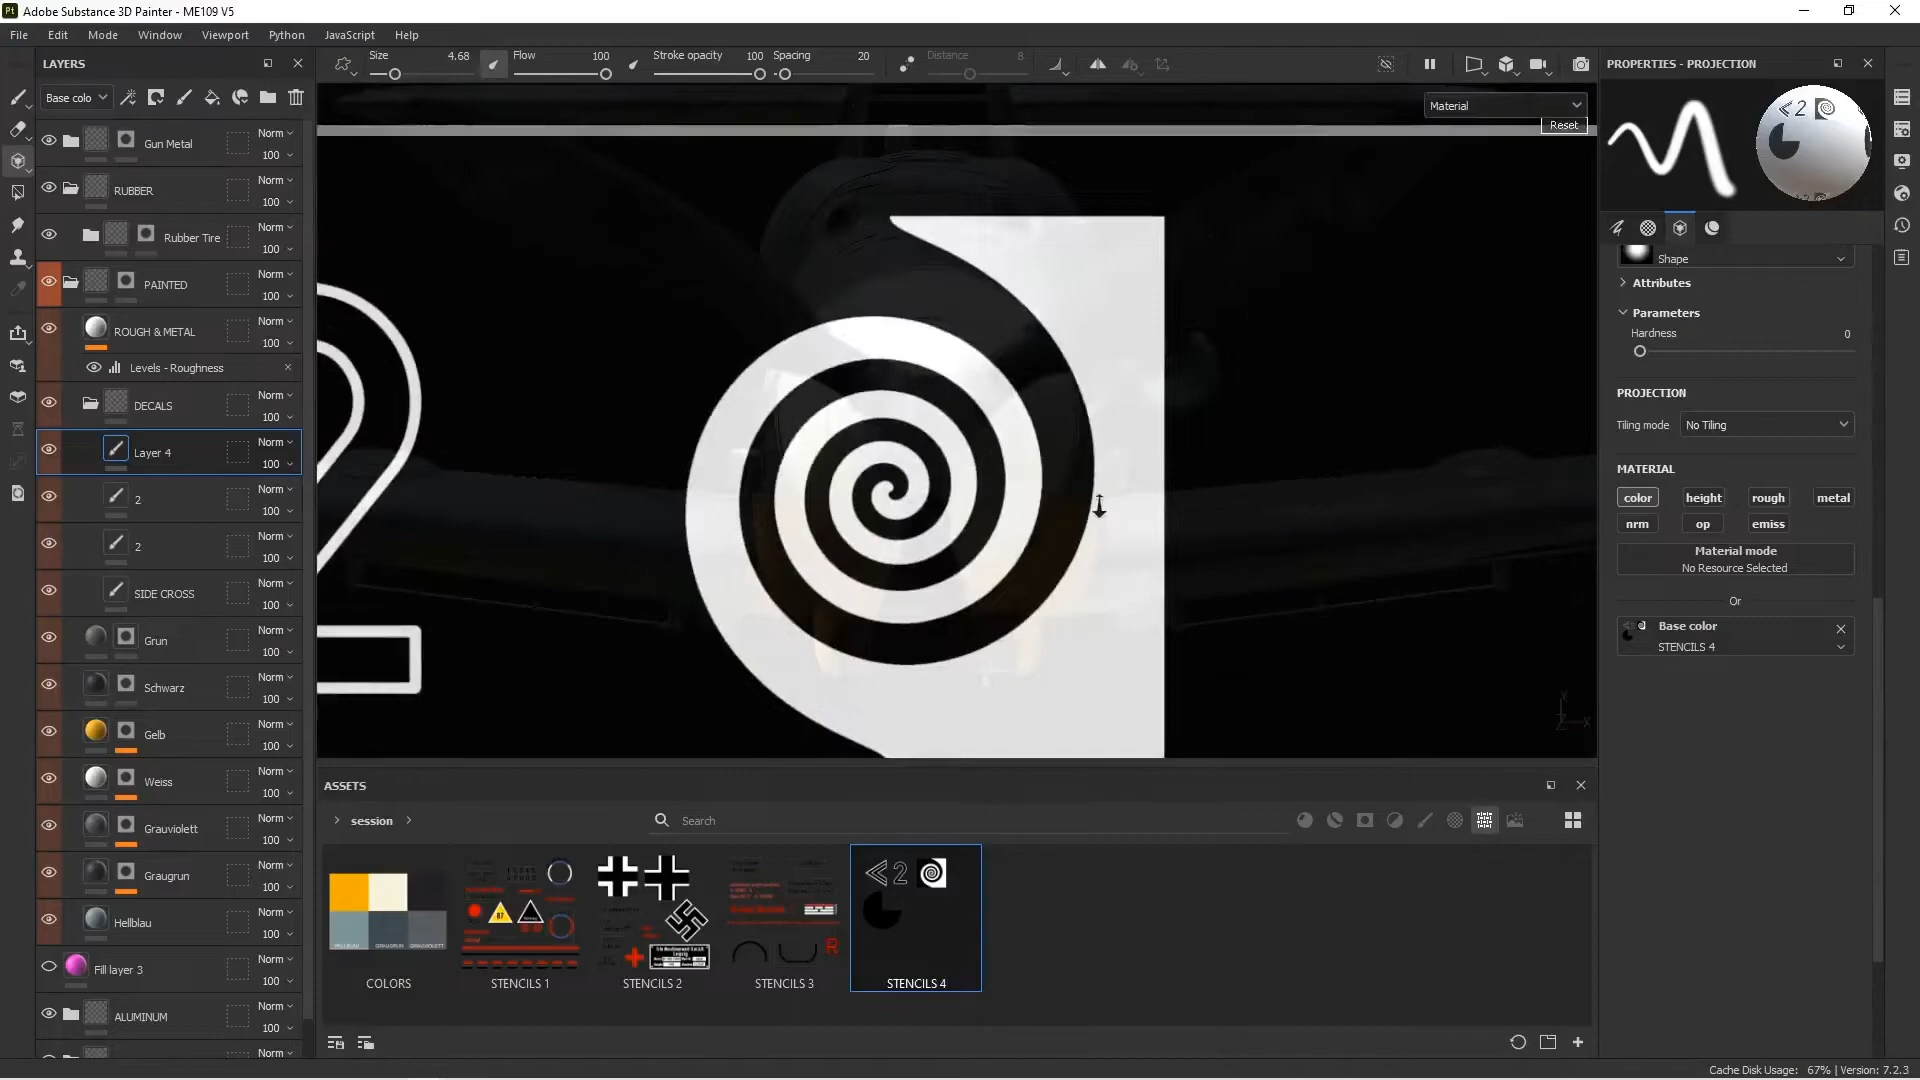 Adobe Substance 3D Painter - ME109 V5
File Edit Mode Window Viewport Python JavaScript Help
LAYERS
Size 4.68 Flow 100 Stroke opacity 100 Spacing 20 Distance 8
PROPERTIES - PROJECTION
Base colo
Material
Reset
Norm
Gun Metal
100
Norm
RUBBER
100
Norm
Rubber Tire
100
Norm
PAINTED
100
Norm
ROUGH & METAL
100
Levels - Roughness
Norm
DECALS
100
Norm
Layer 4
100
Norm
2
100
Norm
2
100
Norm
SIDE CROSS
100
Norm
Grun
100
Norm
Schwarz
100
Norm
Gelb
100
Norm
Weiss
100
Norm
Grauviolett
100
Norm
Graugrun
100
Norm
Hellblau
100
Norm
Fill layer 3
100
Norm
ALUMINUM
100
Norm
Shape
Attributes
Parameters
Hardness 0
PROJECTION
Tiling mode No Tiling
MATERIAL
color height rough metal
nrm op emiss
Material mode
No Resource Selected
Or
Base color
STENCILS 4
ASSETS
session Search
COLORS STENCILS 1 STENCILS 2 STENCILS 3 STENCILS 4
Cache Disk Usage: 67% | Version: 7.2.3